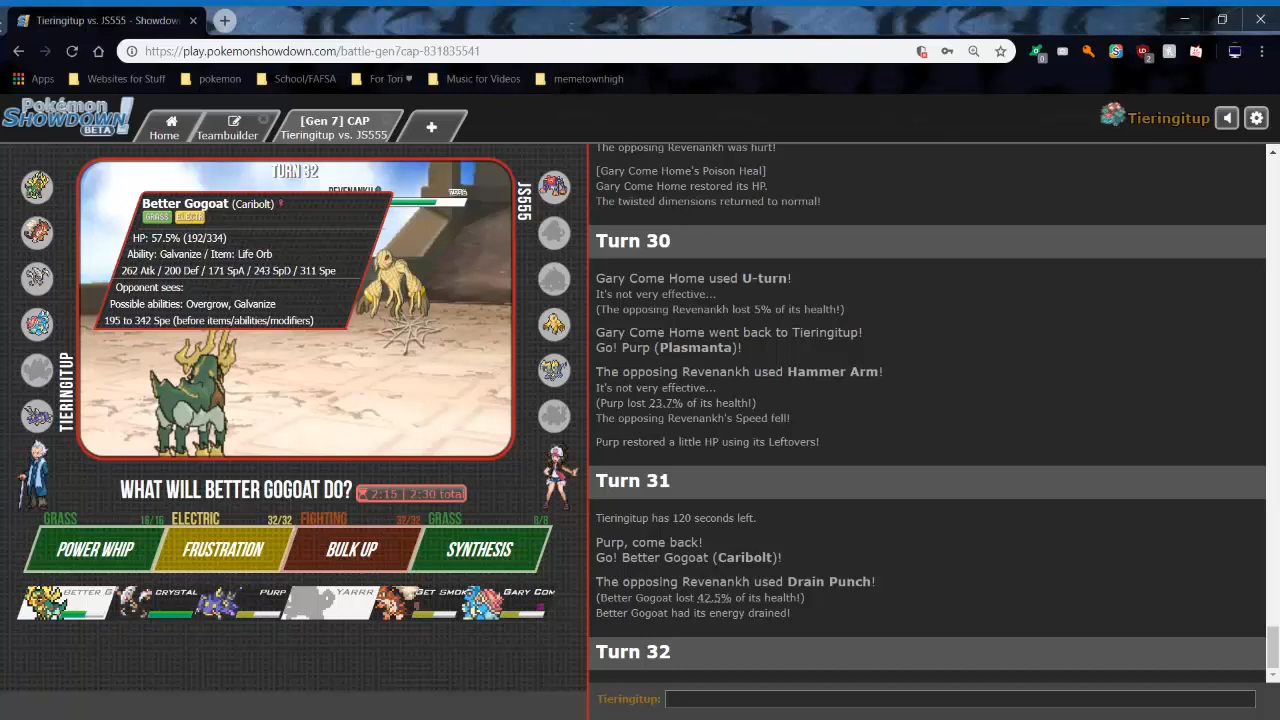 Tieringitup vs. JS555 - Showdow
https://play.pokemonshowdown.com/battle-gen7cap-831835541
0
2
Apps
Websites for Stuff
pokemon
School/FAFSA
For Tori ♥
Music for Videos
memetownhigh
Pokémon
SHOWDOWN!
BETA
Home
Teambuilder
[Gen 7] CAP
Tieringitup vs. JS555
Tieringitup
TURN 32
REVENANKH
Better Gogoat (Caribolt)
GRASS ELECTR
HP: 57.5% (192/334)
Ability: Galvanize / Item: Life Orb
262 Atk / 200 Def / 171 SpA / 243 SpD / 311 Spe
Opponent sees:
Possible abilities: Overgrow, Galvanize
195 to 342 Spe (before items/abilities/modifiers)
JS555
TIERINGITUP
WHAT WILL BETTER GOGOAT DO?
2:15 | 2:30 total
GRASS 16/16
POWER WHIP
ELECTRIC 32/32
FRUSTRATION
FIGHTING 32/32
BULK UP
GRASS 8/8
SYNTHESIS
BETTER G
CRYSTAL
PURP
YARRR
GET SMOK
GARY COM
The opposing Revenankh was hurt!
[Gary Come Home's Poison Heal]
Gary Come Home restored its HP.
The twisted dimensions returned to normal!
Turn 30
Gary Come Home used U-turn!
It's not very effective...
(The opposing Revenankh lost 5% of its health!)
Gary Come Home went back to Tieringitup!
Go! Purp (Plasmanta)!
The opposing Revenankh used Hammer Arm!
It's not very effective...
(Purp lost 23.7% of its health!)
The opposing Revenankh's Speed fell!
Purp restored a little HP using its Leftovers!
Turn 31
Tieringitup has 120 seconds left.
Purp, come back!
Go! Better Gogoat (Caribolt)!
The opposing Revenankh used Drain Punch!
(Better Gogoat lost 42.5% of its health!)
Better Gogoat had its energy drained!
Turn 32
Tieringitup: